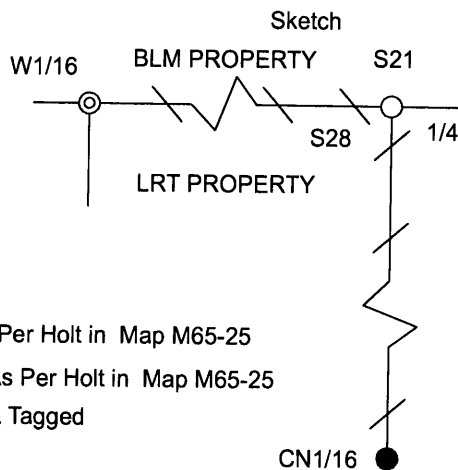 Sketch
W1/16 BLM PROPERTY S21
S28 1/4
LRT PROPERTY
Per Holt in Map M65-25
s Per Holt in Map M65-25
Tagged
CN1/16